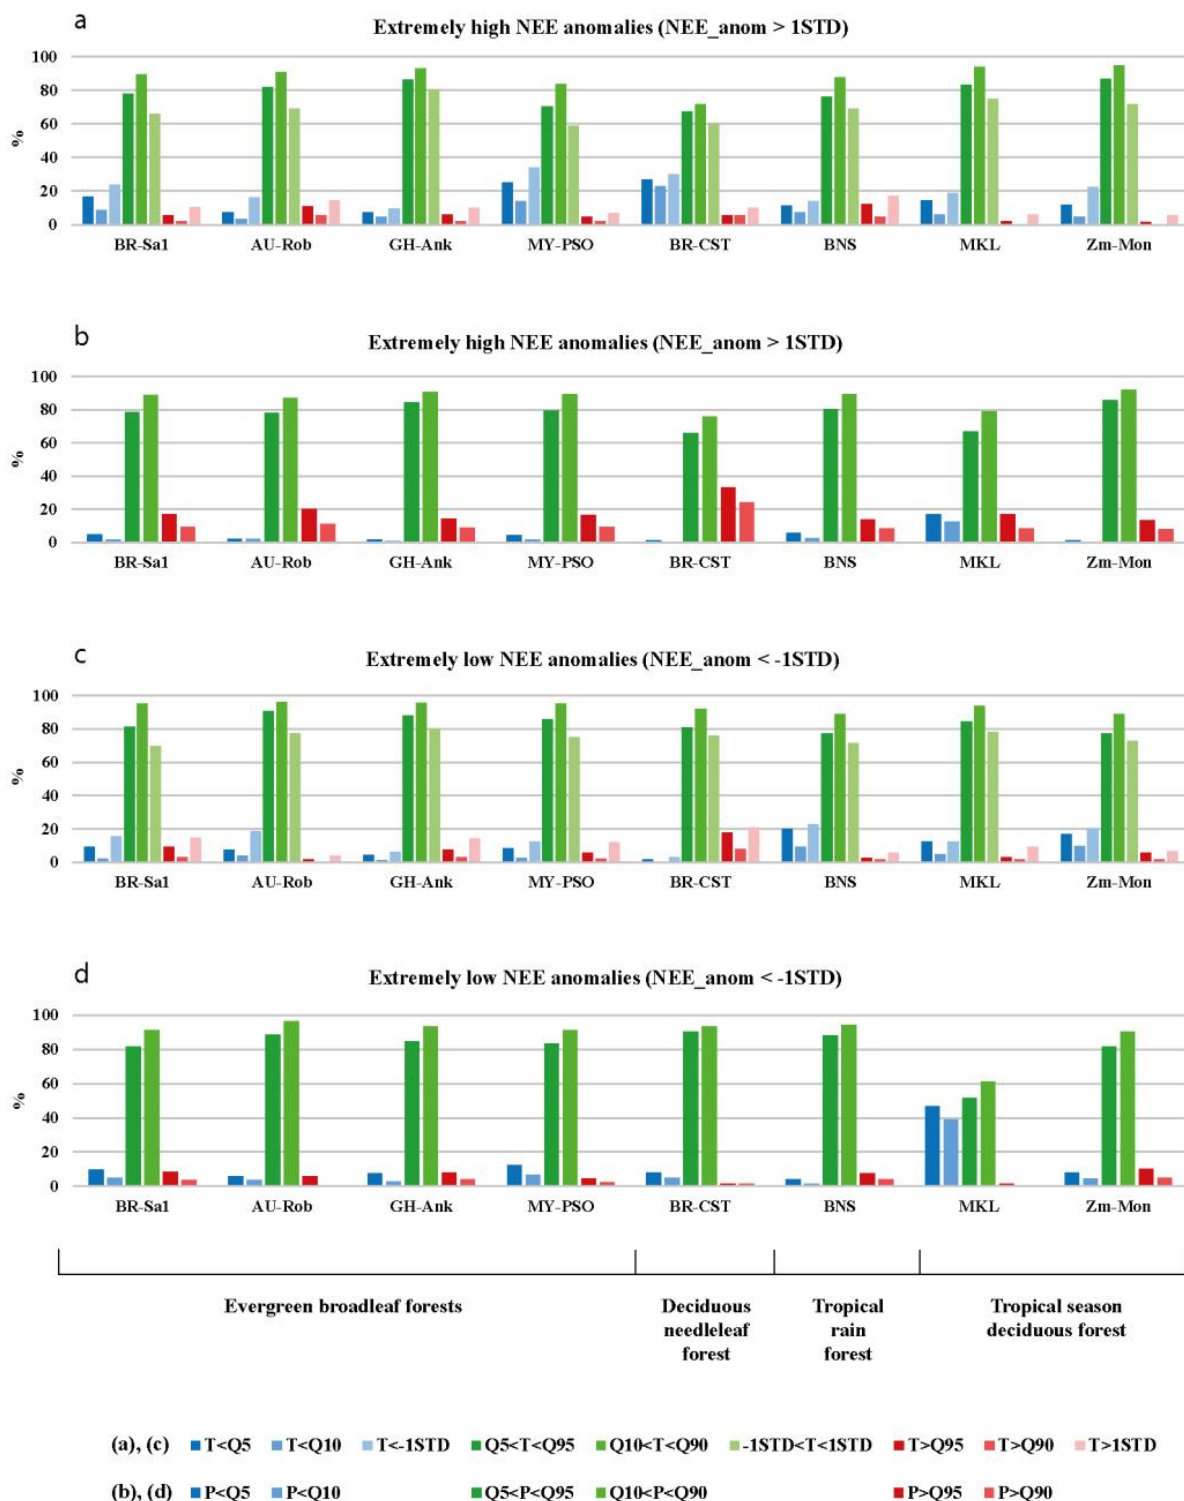 a
Extremely high NEE anomalies (NEE_anom > 1STD)
100
80
60
40
20
0
%
BR-Sa1 AU-Rob GH-Ank MY-PSO BR-CST BNS MKL Zm-Mon
b
Extremely high NEE anomalies (NEE_anom > 1STD)
100
80
60
40
20
0
%
BR-Sa1 AU-Rob GH-Ank MY-PSO BR-CST BNS MKL Zm-Mon
c
Extremely low NEE anomalies (NEE_anom < -1STD)
100
80
60
40
20
0
%
BR-Sa1 AU-Rob GH-Ank MY-PSO BR-CST BNS MKL Zm-Mon
d
Extremely low NEE anomalies (NEE_anom < -1STD)
100
80
60
40
20
0
%
BR-Sa1 AU-Rob GH-Ank MY-PSO BR-CST BNS MKL Zm-Mon
Evergreen broadleaf forests
Deciduous
needleleaf
forest
Tropical
rain
forest
Tropical season
deciduous forest
(a), (c) T<Q5 T<Q10 T<-1STD Q5<T<Q95 Q10<T<Q90 -1STD<T<1STD T>Q95 T>Q90 T>1STD
(b), (d) P<Q5 P<Q10 Q5<P<Q95 Q10<P<Q90 P>Q95 P>Q90